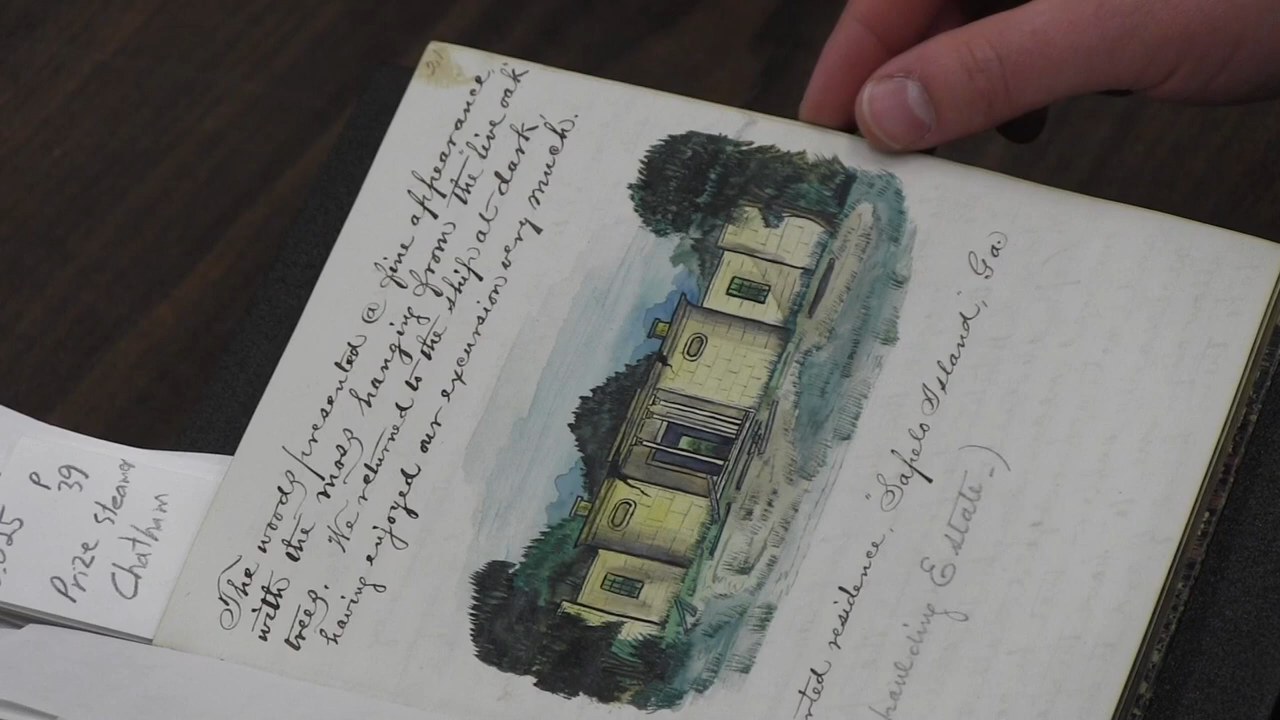 21
The woods presented @ fine appearance,
with the moss hanging from the "live oak"
trees. We returned to the ship at dark
having enjoyed our excursion very much.
residence. "Sapelo Island," Ga.
Estate-)
P
39
Prize Steamer
Chatham